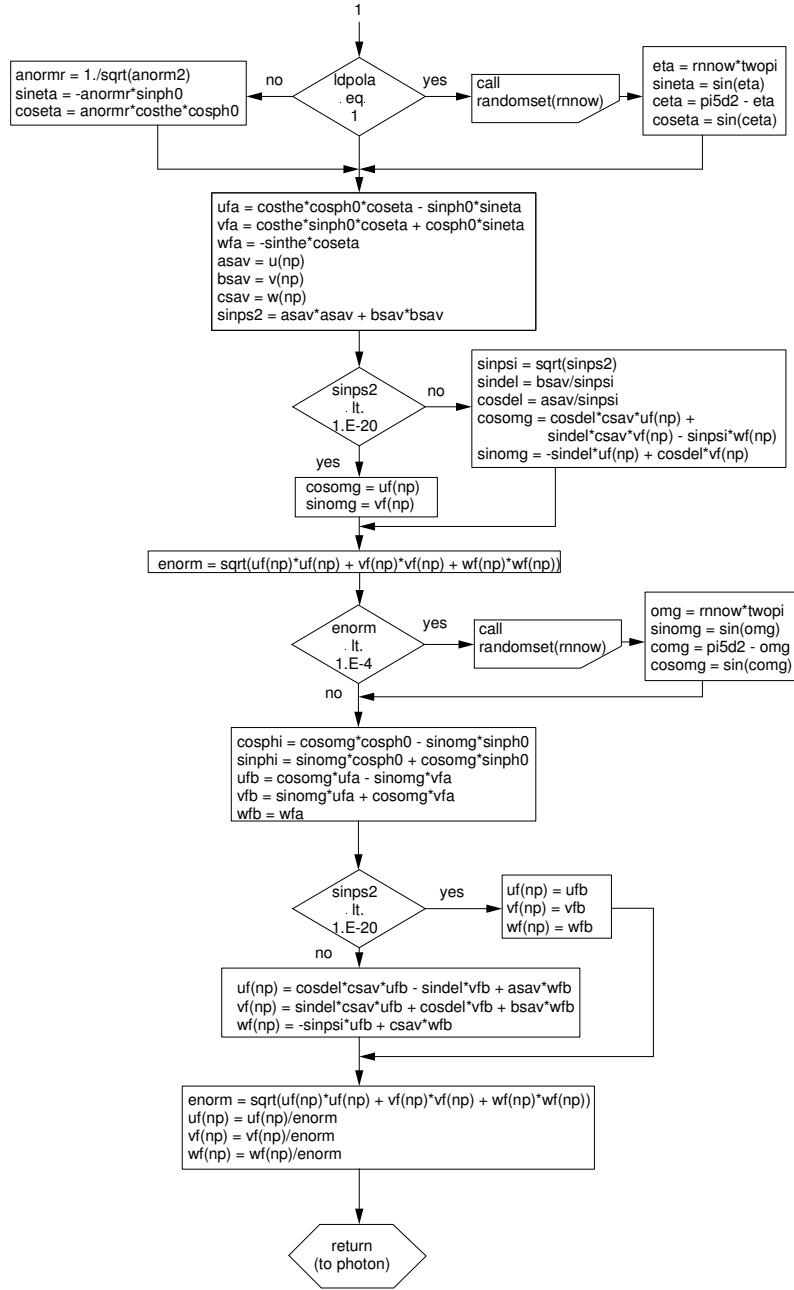 1
ldpola
. eq.
1
no
yes
anormr = 1./sqrt(anorm2)
sineta = -anormr*sinph0
coseta = anormr*costhe*cosph0
call
randomset(rnnow)
eta = rnnow*twopi
sineta = sin(eta)
ceta = pi5d2 - eta
coseta = sin(ceta)
ufa = costhe*cosph0*coseta - sinph0*sineta
vfa = costhe*sinph0*coseta + cosph0*sineta
wfa = -sinthe*coseta
asav = u(np)
bsav = v(np)
csav = w(np)
sinps2 = asav*asav + bsav*bsav
sinps2
. lt.
1.E-20
no
yes
sinpsi = sqrt(sinps2)
sindel = bsav/sinpsi
cosdel = asav/sinpsi
cosomg = cosdel*csav*uf(np) +
sindel*csav*vf(np) - sinpsi*wf(np)
sinomg = -sindel*uf(np) + cosdel*vf(np)
cosomg = uf(np)
sinomg = vf(np)
enorm = sqrt(uf(np)*uf(np) + vf(np)*vf(np) + wf(np)*wf(np))
enorm
. lt.
1.E-4
yes
no
call
randomset(rnnow)
omg = rnnow*twopi
sinomg = sin(omg)
comg = pi5d2 - omg
cosomg = sin(comg)
cosphi = cosomg*cosph0 - sinomg*sinph0
sinphi = sinomg*cosph0 + cosomg*sinph0
ufb = cosomg*ufa - sinomg*vfa
vfb = sinomg*ufa + cosomg*vfa
wfb = wfa
sinps2
. lt.
1.E-20
yes
no
uf(np) = ufb
vf(np) = vfb
wf(np) = wfb
uf(np) = cosdel*csav*ufb - sindel*vfb + asav*wfb
vf(np) = sindel*csav*ufb + cosdel*vfb + bsav*wfb
wf(np) = -sinpsi*ufb + csav*wfb
enorm = sqrt(uf(np)*uf(np) + vf(np)*vf(np) + wf(np)*wf(np))
uf(np) = uf(np)/enorm
vf(np) = vf(np)/enorm
wf(np) = wf(np)/enorm
return
(to photon)